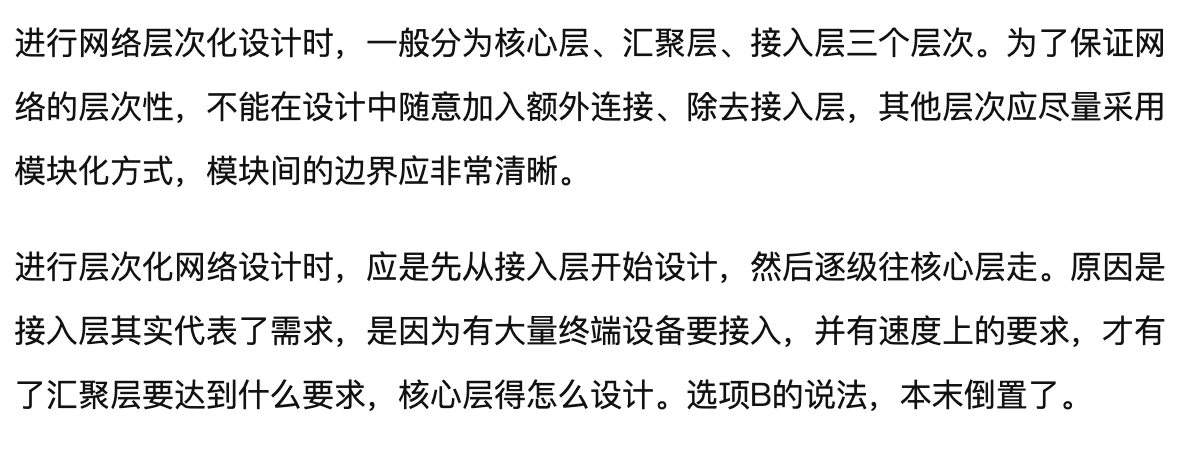 进行网络层次化设计时，一般分为核心层、汇聚层、接入层三个层次。为了保证网
络的层次性，不能在设计中随意加入额外连接、除去接入层，其他层次应尽量采用
模块化方式，模块间的边界应非常清晰。
进行层次化网络设计时，应是先从接入层开始设计，然后逐级往核心层走。原因是
接入层其实代表了需求，是因为有大量终端设备要接入，并有速度上的要求，才有
了汇聚层要达到什么要求，核心层得怎么设计。选项B的说法，本末倒置了。